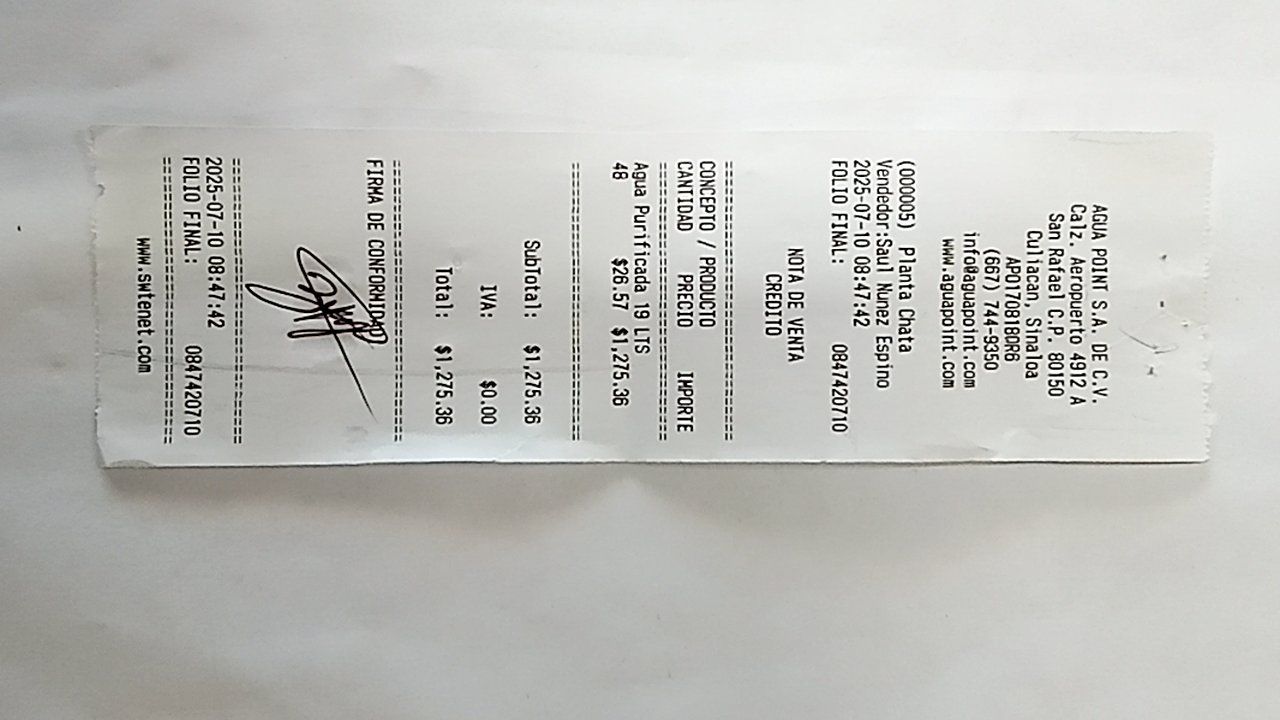 AGUA POINT S.A. DE C.V.
Calz. Aeropuerto 4912 A
San Rafael C.P. 80150
Culiacan, Sinaloa
APO170818DR6
(667) 744-9350
info@aguapoint.com
www.aguapoint.com
(000005) Planta Chata
Vendedor:Saul Nunez Espino
2025-07-10 08:47:42
FOLIO FINAL: 0847420710
NOTA DE VENTA
CREDITO
==============================
CONCEPTO / PRODUCTO
CANTIDAD PRECIO IMPORTE
==============================
Agua Purificada 19 LTS
48 $26.57 $1,275.36
==============================
SubTotal: $1,275.36
IVA: $0.00
Total: $1,275.36
==============================
FIRMA DE CONFORMIDAD
==============================
2025-07-10 08:47:42
FOLIO FINAL: 0847420710
==============================
www.swtenet.com